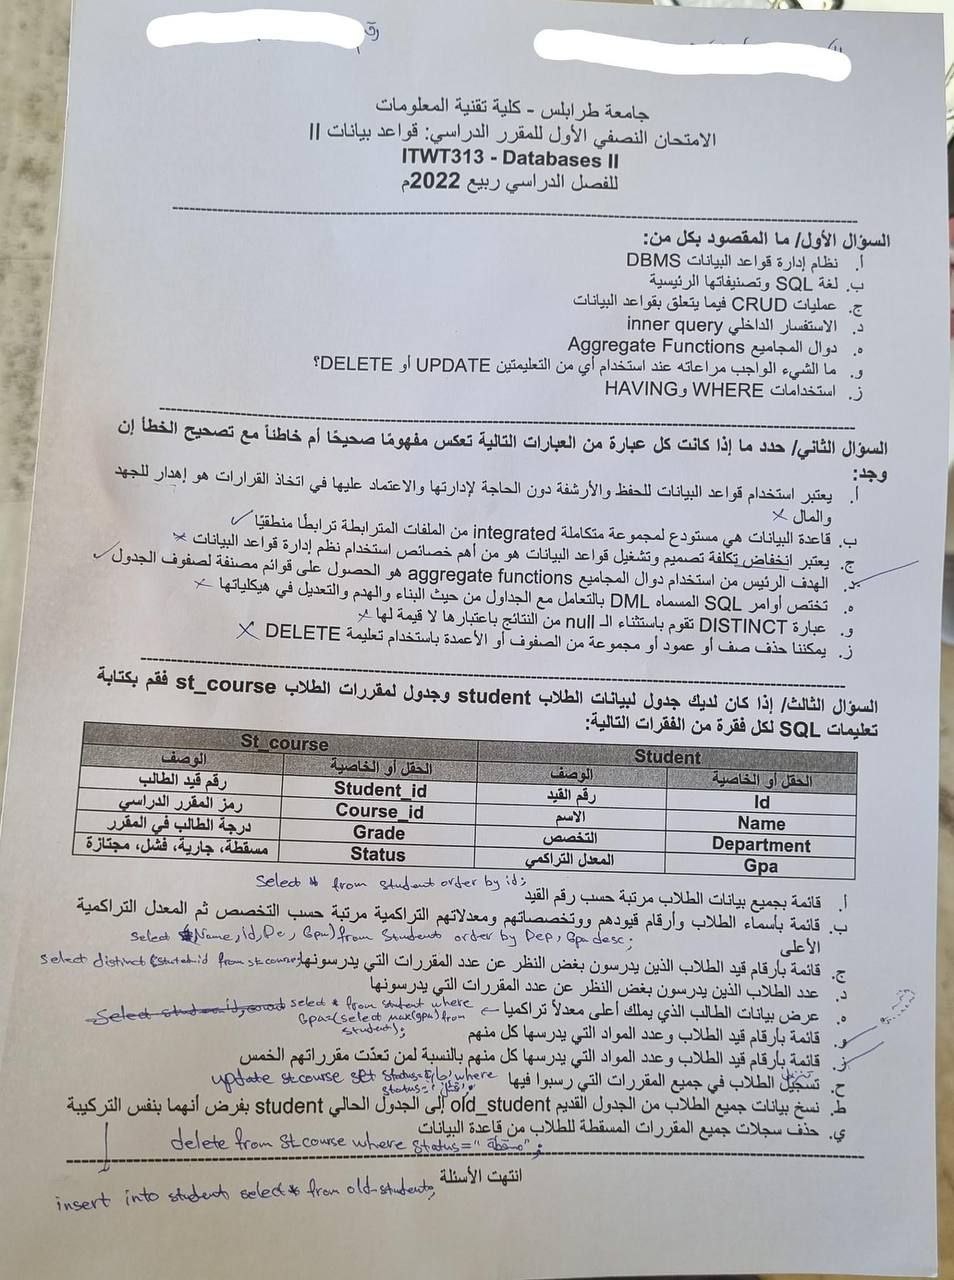 جامعة طرابلس - كلية تقنية المعلومات
الامتحان النصفي الأول للمقرر الدراسي: قواعد بيانات II
ITWT313 - Databases II
للفصل الدراسي ربيع 2022م
السؤال الأول/ ما المقصود بكل من:
أ. نظام إدارة قواعد البيانات DBMS
ب. لغة SQL وتصنيفاتها الرئيسية
ج. عمليات CRUD فيما يتعلق بقواعد البيانات
د. الاستفسار الداخلي inner query
ه. دوال المجاميع Aggregate Functions
و. ما الشيء الواجب مراعاته عند استخدام أي من التعليمتين UPDATE أو DELETE؟
ز. استخدامات WHERE وHAVING
السؤال الثاني/ حدد ما إذا كانت كل عبارة من العبارات التالية تعكس مفهومًا صحيحًا أم خاطئاً مع تصحيح الخطأ إن
وجد:
أ. يعتبر استخدام قواعد البيانات للحفظ والأرشفة دون الحاجة لإدارتها والاعتماد عليها في اتخاذ القرارات هو إهدار للجهد
والمال ×
ب. قاعدة البيانات هي مستودع لمجموعة متكاملة integrated من الملفات المترابطة ترابطًا منطقيًا ✓
ج. يعتبر انخفاض تكلفة تصميم وتشغيل قواعد البيانات هو من أهم خصائص استخدام نظم إدارة قواعد البيانات ×
د. الهدف الرئيس من استخدام دوال المجاميع aggregate functions هو الحصول على قوائم مصنفة لصفوف الجدول ✓
ه. تختص أوامر SQL المسماه DML بالتعامل مع الجداول من حيث البناء والهدم والتعديل في هيكلياتها ×
و. عبارة DISTINCT تقوم باستثناء الـ null من النتائج باعتبارها لا قيمة لها ×
ز. يمكننا حذف صف أو عمود أو مجموعة من الصفوف أو الأعمدة باستخدام تعليمة DELETE ×
السؤال الثالث/ إذا كان لديك جدول لبيانات الطلاب student وجدول لمقررات الطلاب st_course فقم بكتابة
تعليمات SQL لكل فقرة من الفقرات التالية:
Student St_course
الحقل أو الخاصية الوصف الحقل أو الخاصية الوصف
Id رقم القيد Student_id رقم قيد الطالب
Name الاسم Course_id رمز المقرر الدراسي
Department التخصص Grade درجة الطالب في المقرر
Gpa المعدل التراكمي Status مسقطة، جارية، فشل، مجتازة
Select * from student order by id;
أ. قائمة بجميع بيانات الطلاب مرتبة حسب رقم القيد
ب. قائمة بأسماء الطلاب وأرقام قيودهم ووتخصصاتهم ومعدلاتهم التراكمية مرتبة حسب التخصص ثم المعدل التراكمية
الأعلى
select Name, id, De, Gpa from Student order by Dep, Gpa desc;
ج. قائمة بأرقام قيد الطلاب الذين يدرسون بغض النظر عن عدد المقررات التي يدرسونها
select distinct from st course;
د. عدد الطلاب الذين يدرسون بغض النظر عن عدد المقررات التي يدرسونها
ه. عرض بيانات الطالب الذي يملك أعلى معدلاً تراكميا
select * from student where
Gpa=(select max(gpa) from
student);
و. قائمة بأرقام قيد الطلاب وعدد المواد التي يدرسها كل منهم
ز. قائمة بأرقام قيد الطلاب وعدد المواد التي يدرسها كل منهم بالنسبة لمن تعدّت مقرراتهم الخمس
ح. تسجيل الطلاب في جميع المقررات التي رسبوا فيها
update st course set status= where
status='فشل';
ط. نسخ بيانات جميع الطلاب من الجدول القديم old_student إلى الجدول الحالي student بفرض أنهما بنفس التركيبة
ي. حذف سجلات جميع المقررات المسقطة للطلاب من قاعدة البيانات
delete from St course where status="مسقطة";
انتهت الأسئلة
insert into student select * from old-student;